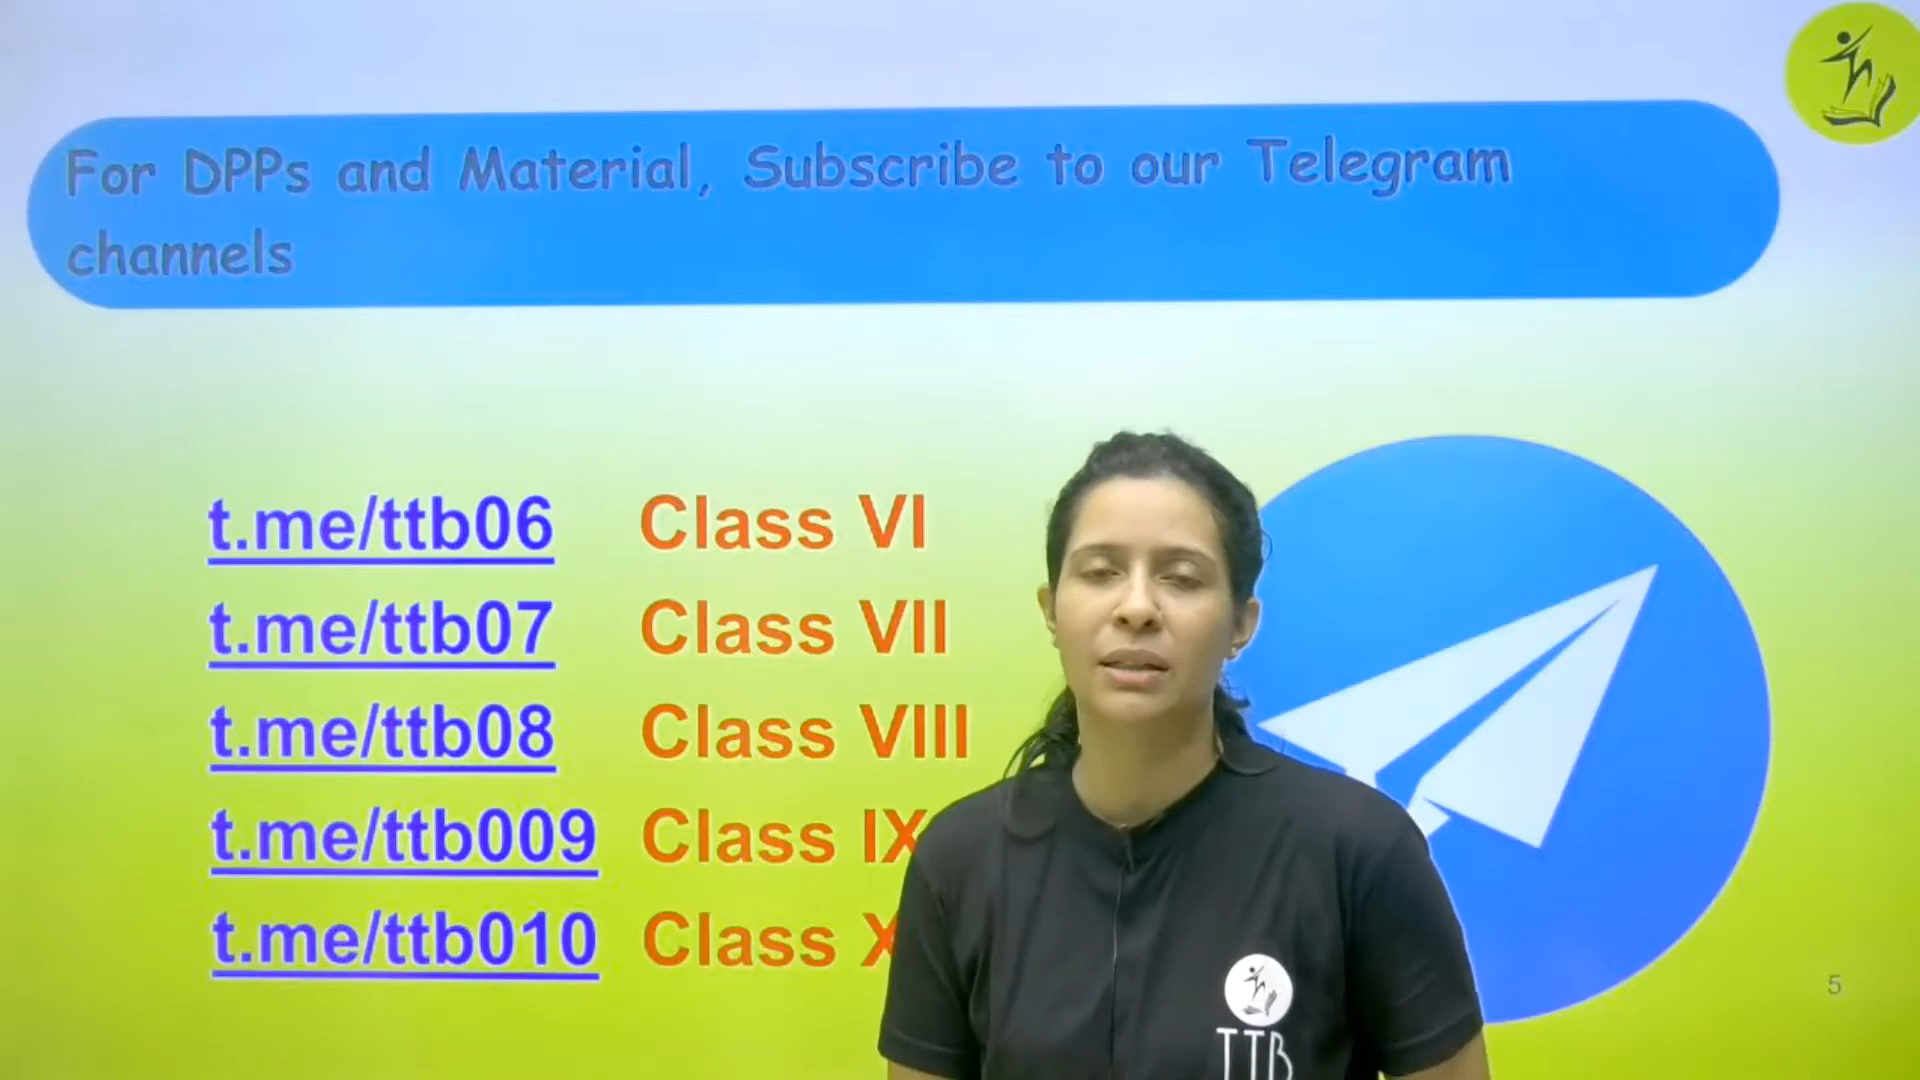 For DPPs and Material, Subscribe to our Telegram
channels
t.me/ttb06 Class VI
t.me/ttb07 Class VII
t.me/ttb08 Class VIII
t.me/ttb009 Class IX
t.me/ttb010 Class X
TTB
5